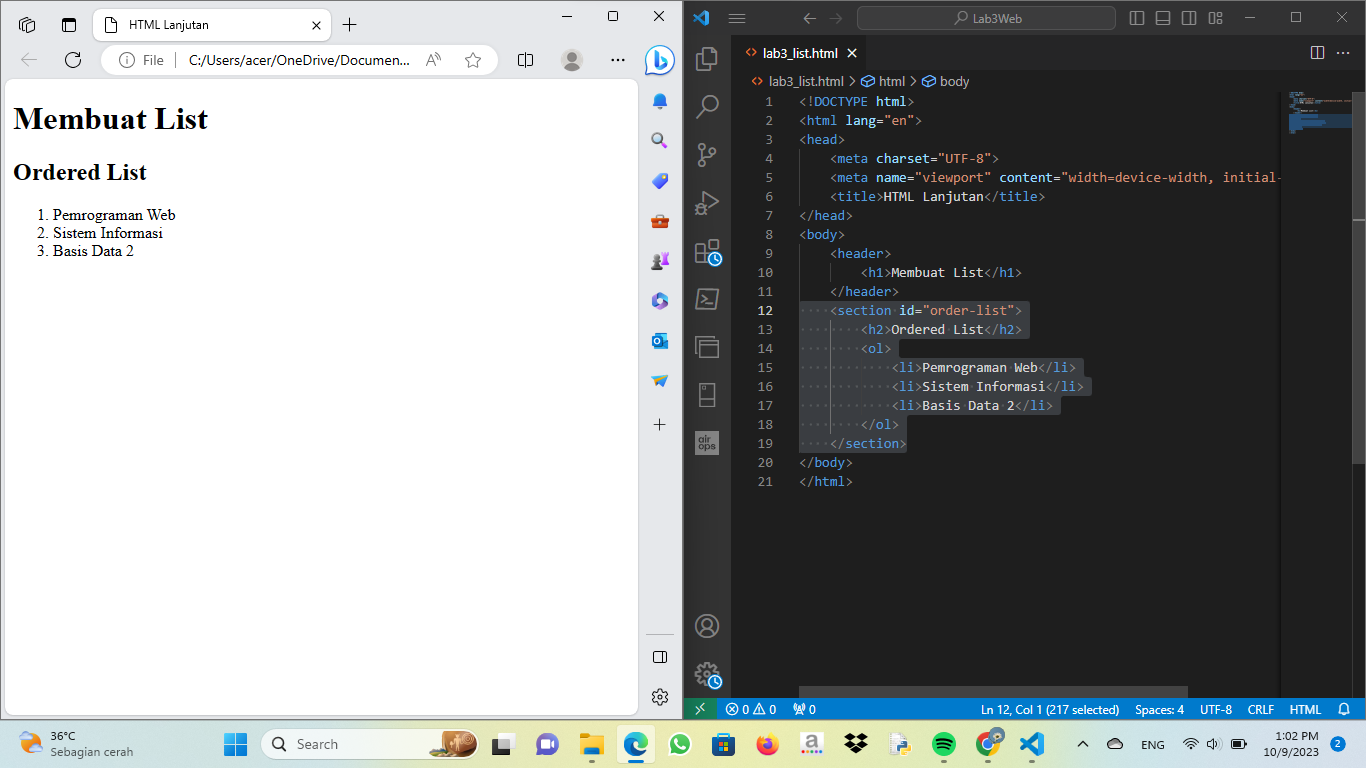 HTML Lanjutan
File
C:/Users/acer/OneDrive/Documen...
Membuat List
Ordered List
1. Pemrograman Web
2. Sistem Informasi
3. Basis Data 2
Lab3Web
lab3_list.html
lab3_list.html > html > body
1 <!DOCTYPE html>
2 <html lang="en">
3 <head>
4 <meta charset="UTF-8">
5 <meta name="viewport" content="width=device-width, initial-
6 <title>HTML Lanjutan</title>
7 </head>
8 <body>
9 <header>
10 <h1>Membuat List</h1>
11 </header>
12 <section id="order-list">
13 <h2>Ordered List</h2>
14 <ol>
15 <li>Pemrograman Web</li>
16 <li>Sistem Informasi</li>
17 <li>Basis Data 2</li>
18 </ol>
19 </section>
20 </body>
21 </html>
air
ops
0 0 0
Ln 12, Col 1 (217 selected)
Spaces: 4
UTF-8
CRLF
HTML
36°C
Sebagian cerah
Search
ENG
1:02 PM
10/9/2023
2